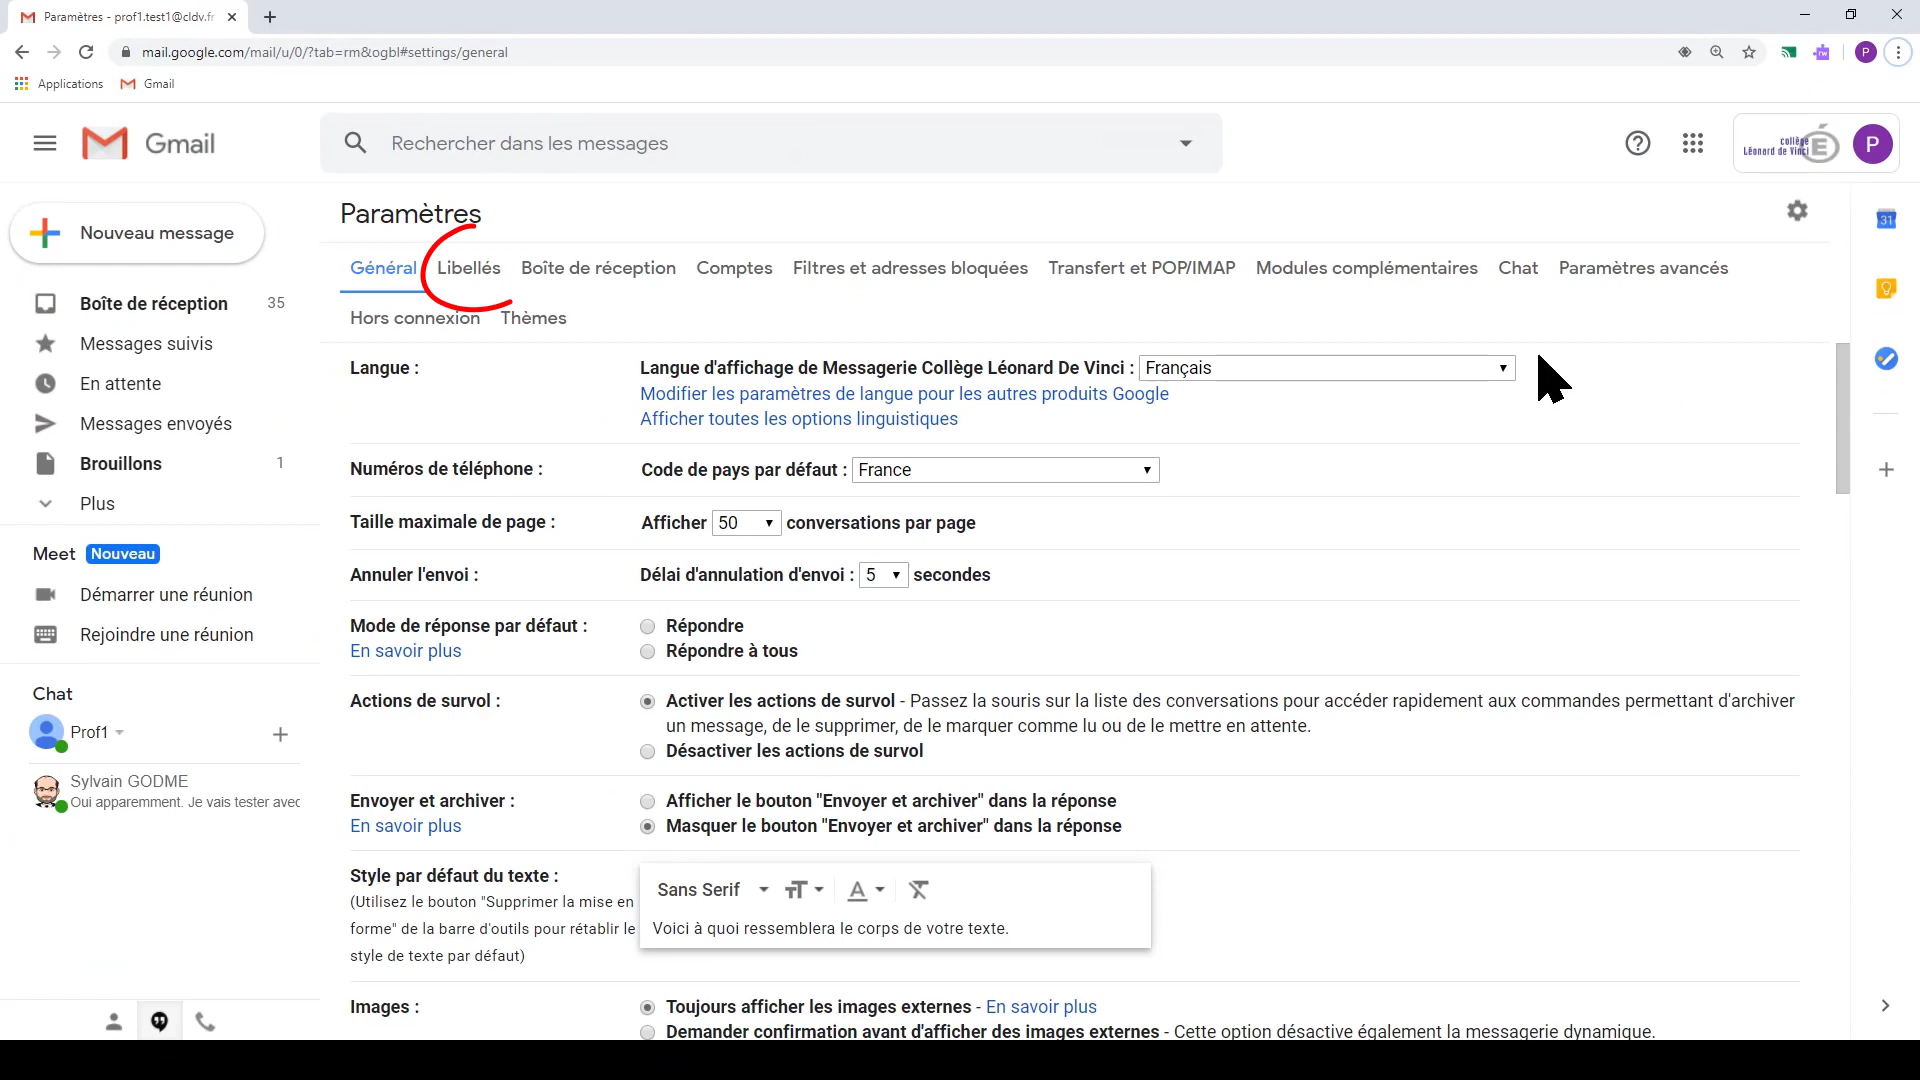 Paramètres - prof1.test1@cldv.fr
mail.google.com/mail/u/0/?tab=rm&ogbl#settings/general
P
Applications
Gmail
Gmail
Rechercher dans les messages
collège
Léonard de Vinci
É
P
Nouveau message
Boîte de réception 35
Messages suivis
En attente
Messages envoyés
Brouillons 1
Plus
Meet Nouveau
Démarrer une réunion
Rejoindre une réunion
Chat
Prof1
Sylvain GODME
Oui apparemment. Je vais tester avec
Paramètres
Général Libellés Boîte de réception Comptes Filtres et adresses bloquées Transfert et POP/IMAP Modules complémentaires Chat Paramètres avancés
Hors connexion Thèmes
Langue : Langue d'affichage de Messagerie Collège Léonard De Vinci : Français
Modifier les paramètres de langue pour les autres produits Google
Afficher toutes les options linguistiques
Numéros de téléphone : Code de pays par défaut : France
Taille maximale de page : Afficher 50 conversations par page
Annuler l'envoi : Délai d'annulation d'envoi : 5 secondes
Mode de réponse par défaut : Répondre
En savoir plus Répondre à tous
Actions de survol : Activer les actions de survol - Passez la souris sur la liste des conversations pour accéder rapidement aux commandes permettant d'archiver
un message, de le supprimer, de le marquer comme lu ou de le mettre en attente.
Désactiver les actions de survol
Envoyer et archiver : Afficher le bouton "Envoyer et archiver" dans la réponse
En savoir plus Masquer le bouton "Envoyer et archiver" dans la réponse
Style par défaut du texte :
(Utilisez le bouton "Supprimer la mise en
forme" de la barre d'outils pour rétablir le
style de texte par défaut)
Sans Serif
Voici à quoi ressemblera le corps de votre texte.
Images : Toujours afficher les images externes - En savoir plus
Demander confirmation avant d'afficher des images externes - Cette option désactive également la messagerie dynamique.
31